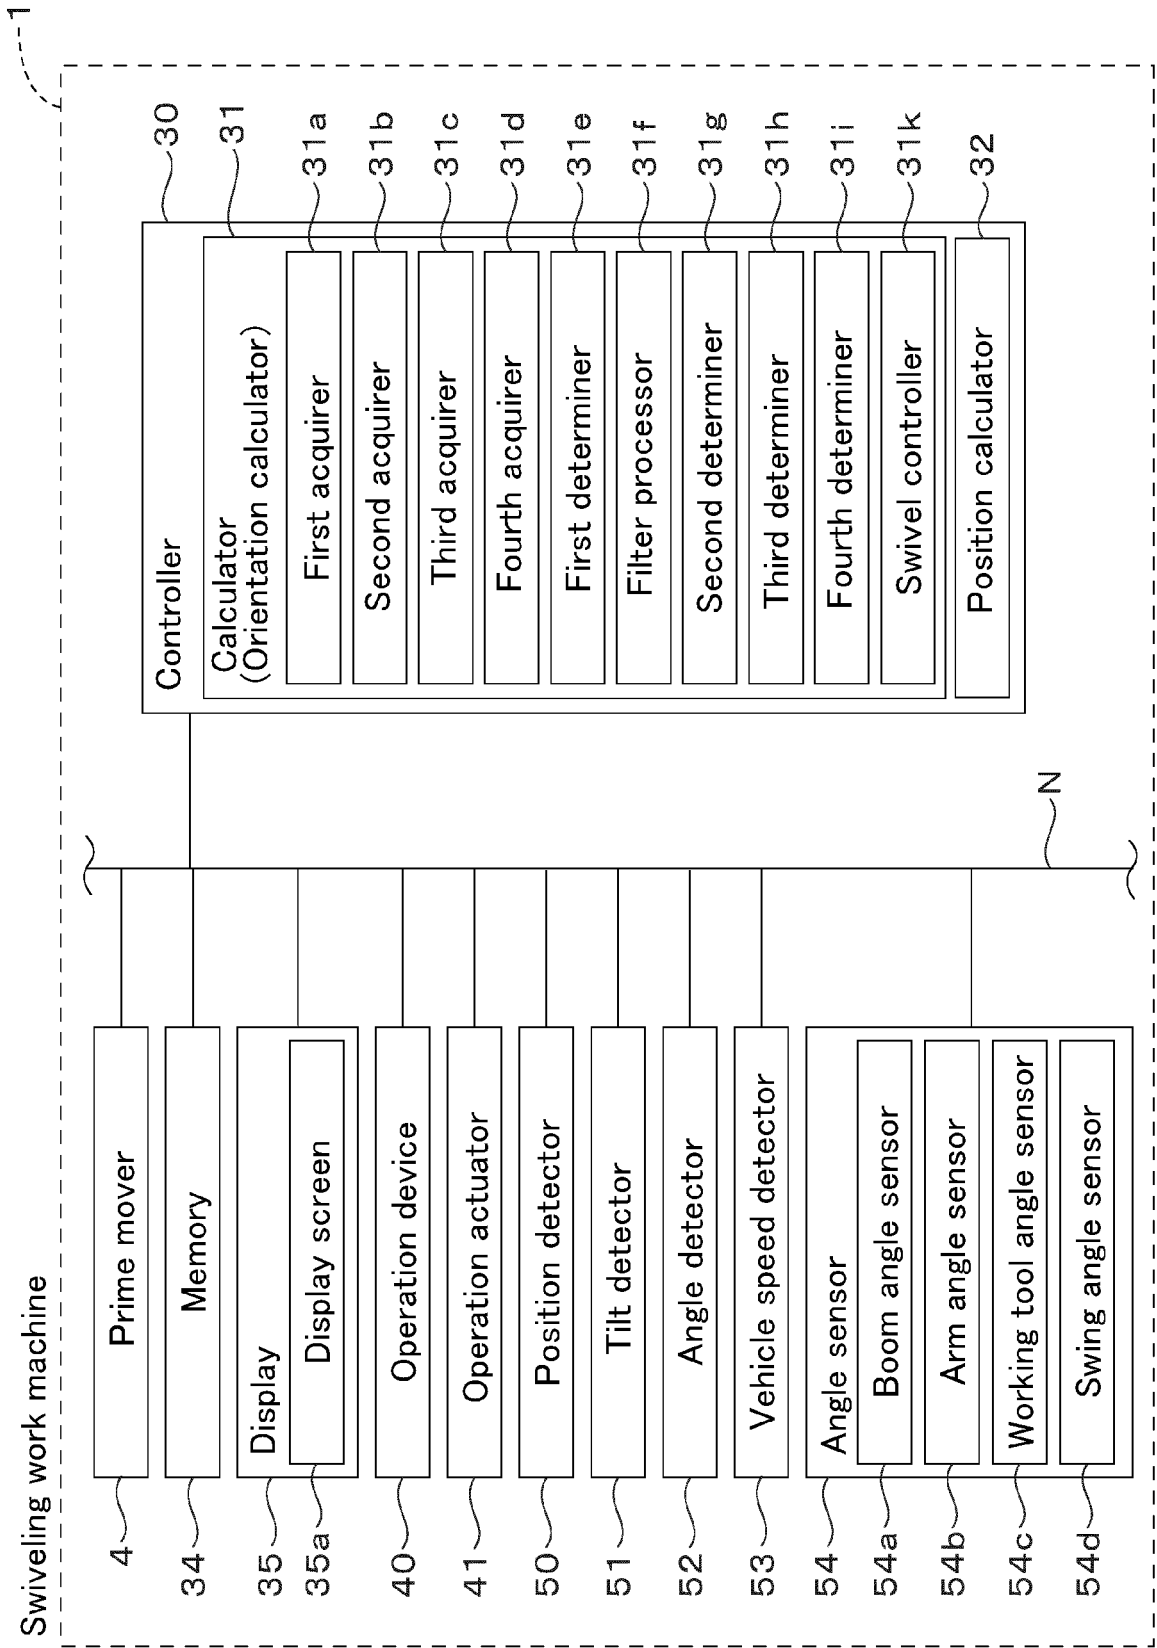 Swiveling work machine
1
4
Prime mover
34
Memory
35
Display
35a
Display screen
40
Operation device
41
Operation actuator
50
Position detector
51
Tilt detector
52
Angle detector
53
Vehicle speed detector
54
Angle sensor
54a
Boom angle sensor
54b
Arm angle sensor
54c
Working tool angle sensor
54d
Swing angle sensor
N
Controller
30
Calculator
(Orientation calculator)
31
First acquirer
31a
Second acquirer
31b
Third acquirer
31c
Fourth acquirer
31d
First determiner
31e
Filter processor
31f
Second determiner
31g
Third determiner
31h
Fourth determiner
31i
Swivel controller
31k
Position calculator
32